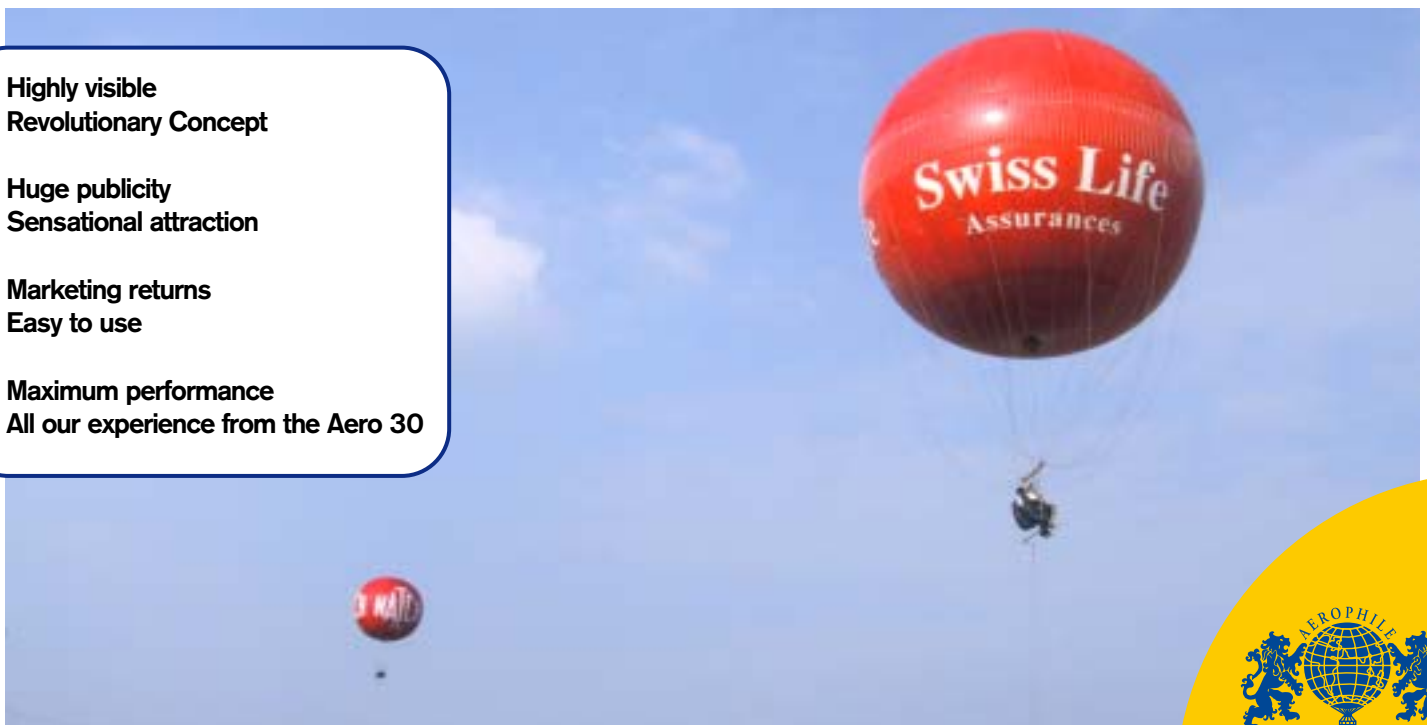 Highly visible
Revolutionary Concept
Huge publicity
Sensational attraction
Marketing returns
Easy to use
Maximum performance
All our experience from the Aero 30
Swiss Life
Assurances
AEROPHILE